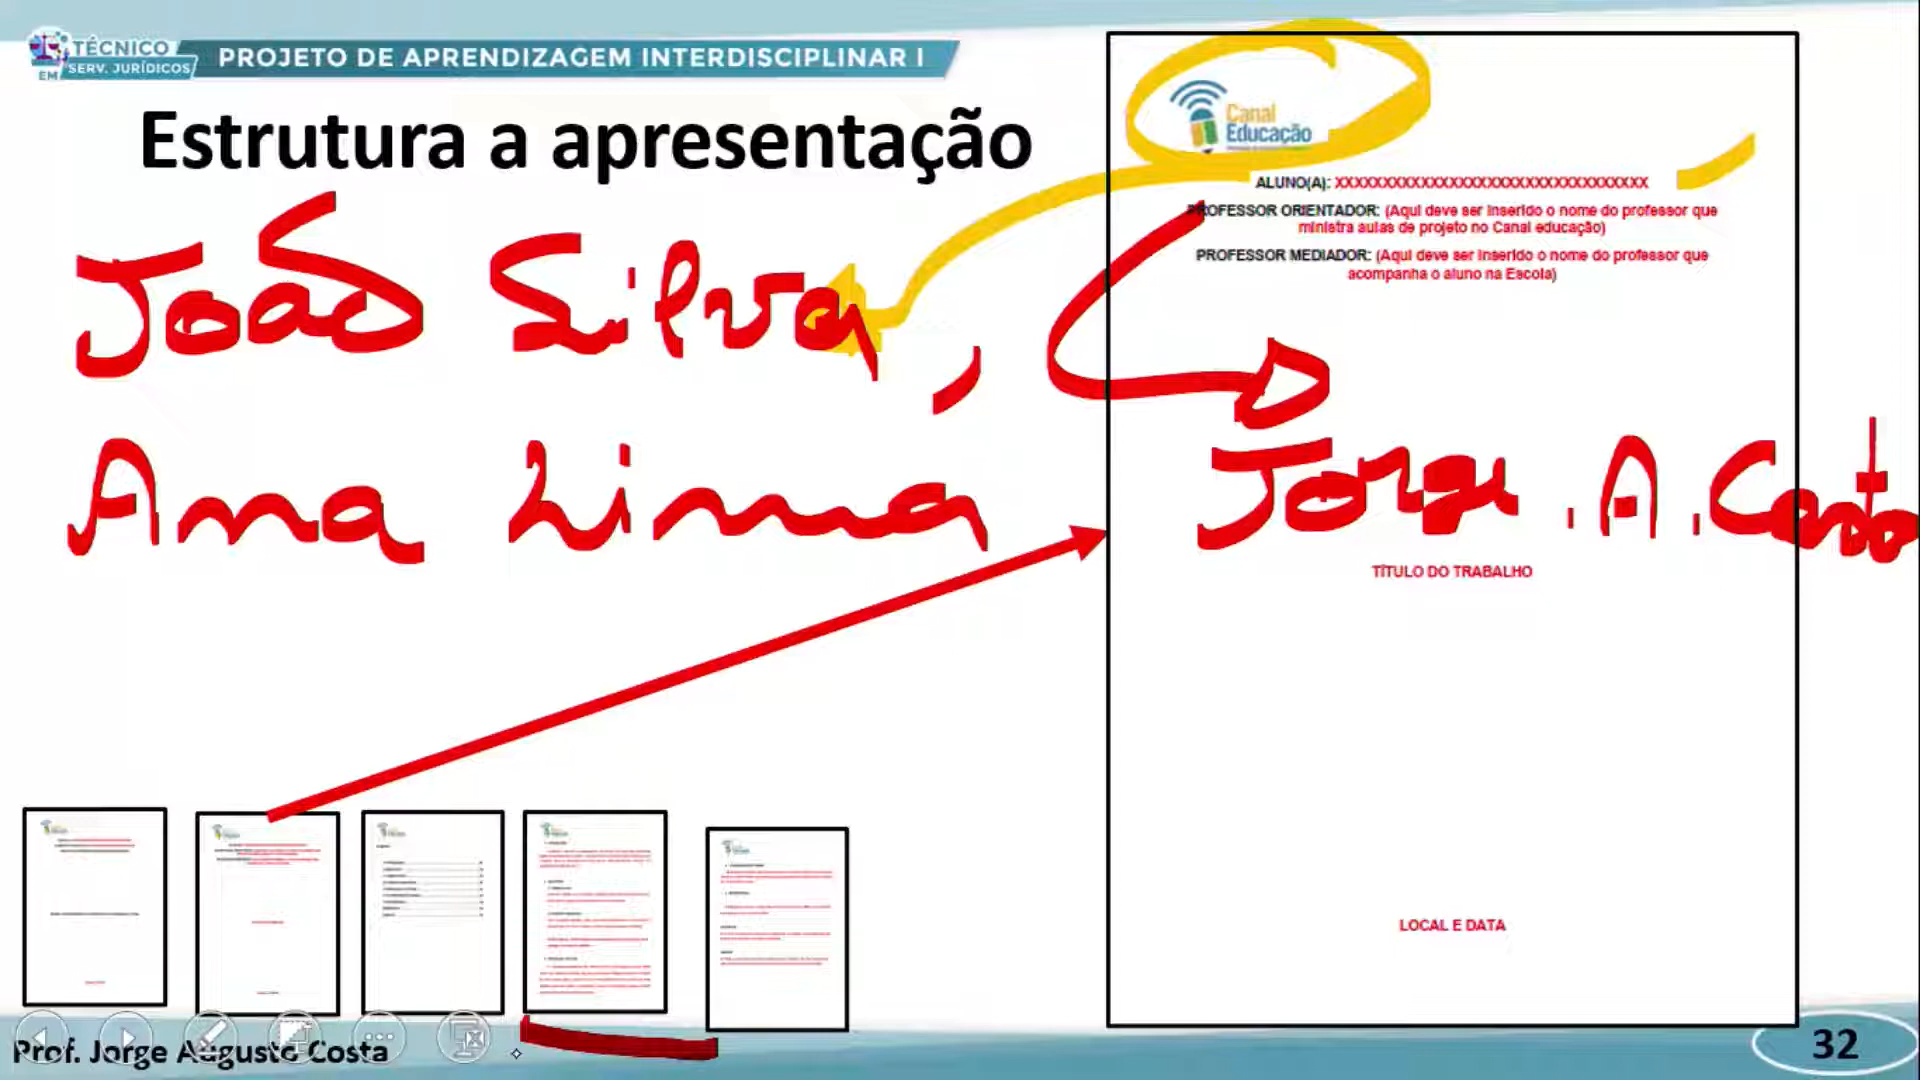 TÉCNICO
EM SERV. JURÍDICOS
PROJETO DE APRENDIZAGEM INTERDISCIPLINAR I
Estrutura a apresentação
João Silva,
Ana Lima
Canal
Educação
ALUNO(A): XXXXXXXXXXXXXXXXXXXXXXXXXXXXXXXXX
PROFESSOR ORIENTADOR: (Aqui deve ser inserido o nome do professor que
ministra aulas de projeto no Canal educação)
PROFESSOR MEDIADOR: (Aqui deve ser inserido o nome do professor que
acompanha o aluno na Escola)
Jorge . A . Costa
TÍTULO DO TRABALHO
LOCAL E DATA
Prof. Jorge Augusto Costa
32